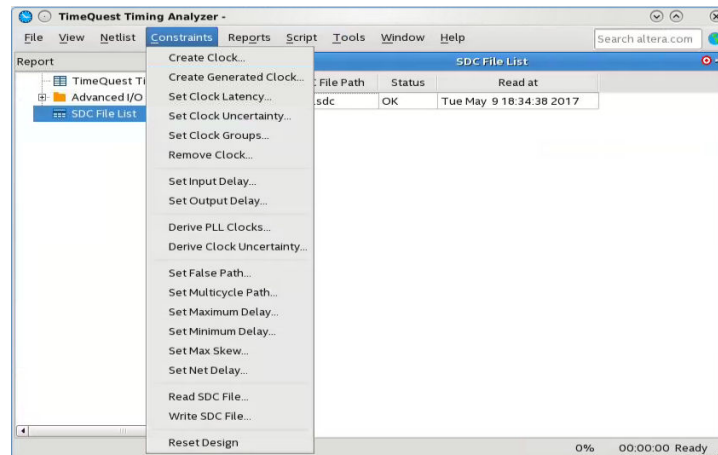 TimeQuest Timing Analyzer -
File View Netlist Constraints Reports Script Tools Window Help
Search altera.com
Report
TimeQuest Ti
Advanced I/O
SDC File List
Create Clock...
Create Generated Clock...
Set Clock Latency...
Set Clock Uncertainty...
Set Clock Groups...
Remove Clock...
Set Input Delay...
Set Output Delay...
Derive PLL Clocks...
Derive Clock Uncertainty...
Set False Path...
Set Multicycle Path...
Set Maximum Delay...
Set Minimum Delay...
Set Max Skew...
Set Net Delay...
Read SDC File...
Write SDC File...
Reset Design
SDC File List
File Path Status Read at
.sdc OK Tue May 9 18:34:38 2017
0% 00:00:00 Ready